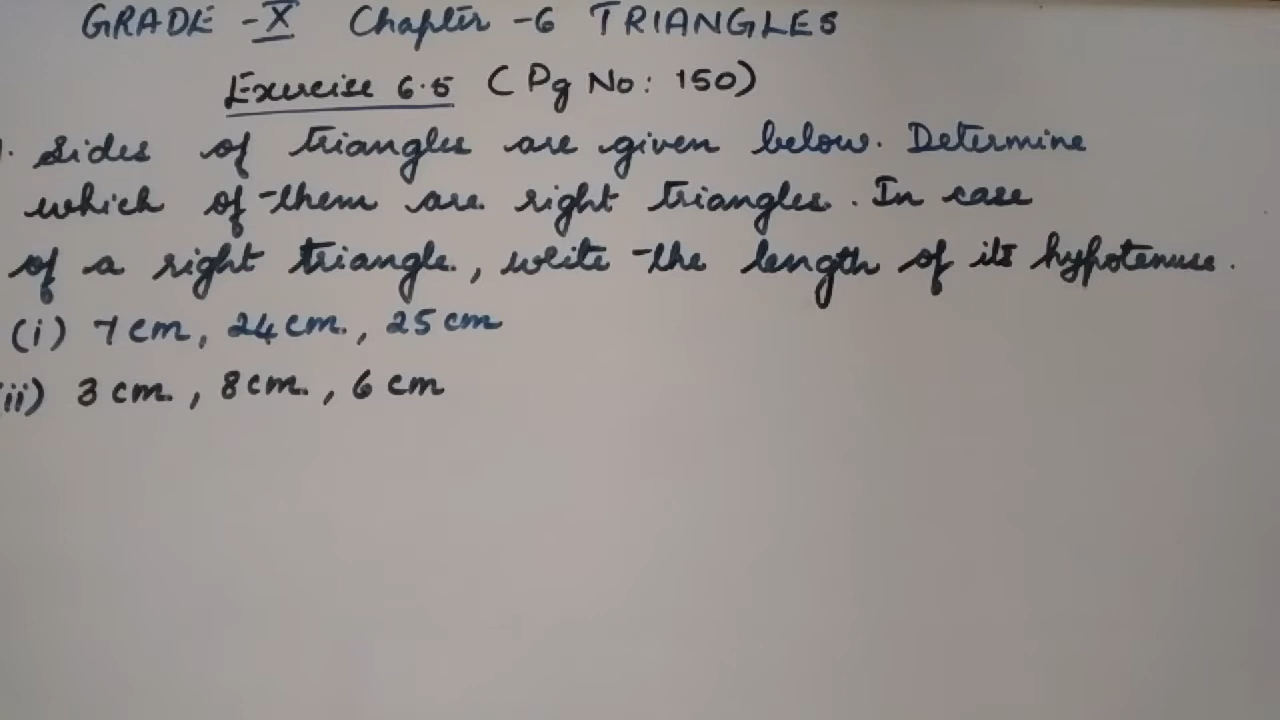 GRADE -X Chapter -6 TRIANGLES
Exercise 6.5 (Pg No: 150)
. Sides of triangles are given below. Determine
which of them are right triangles. In case
of a right triangle, write the length of its hypotenuse.
(i) 7 cm, 24 cm., 25 cm
ii) 3 cm., 8 cm., 6 cm